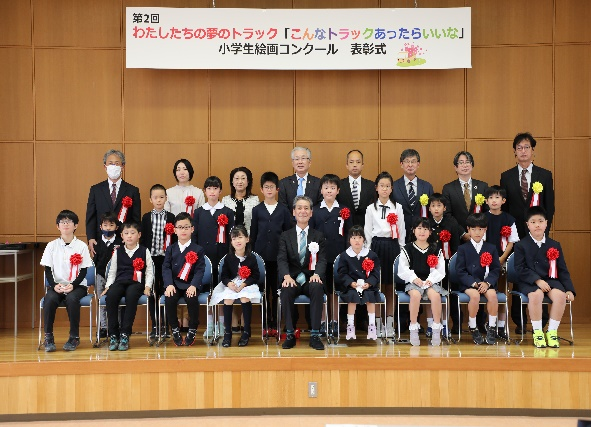 第2回
わたしたちの夢のトラック「こんなトラックあったらいいな」
小学生絵画コンクール　表彰式